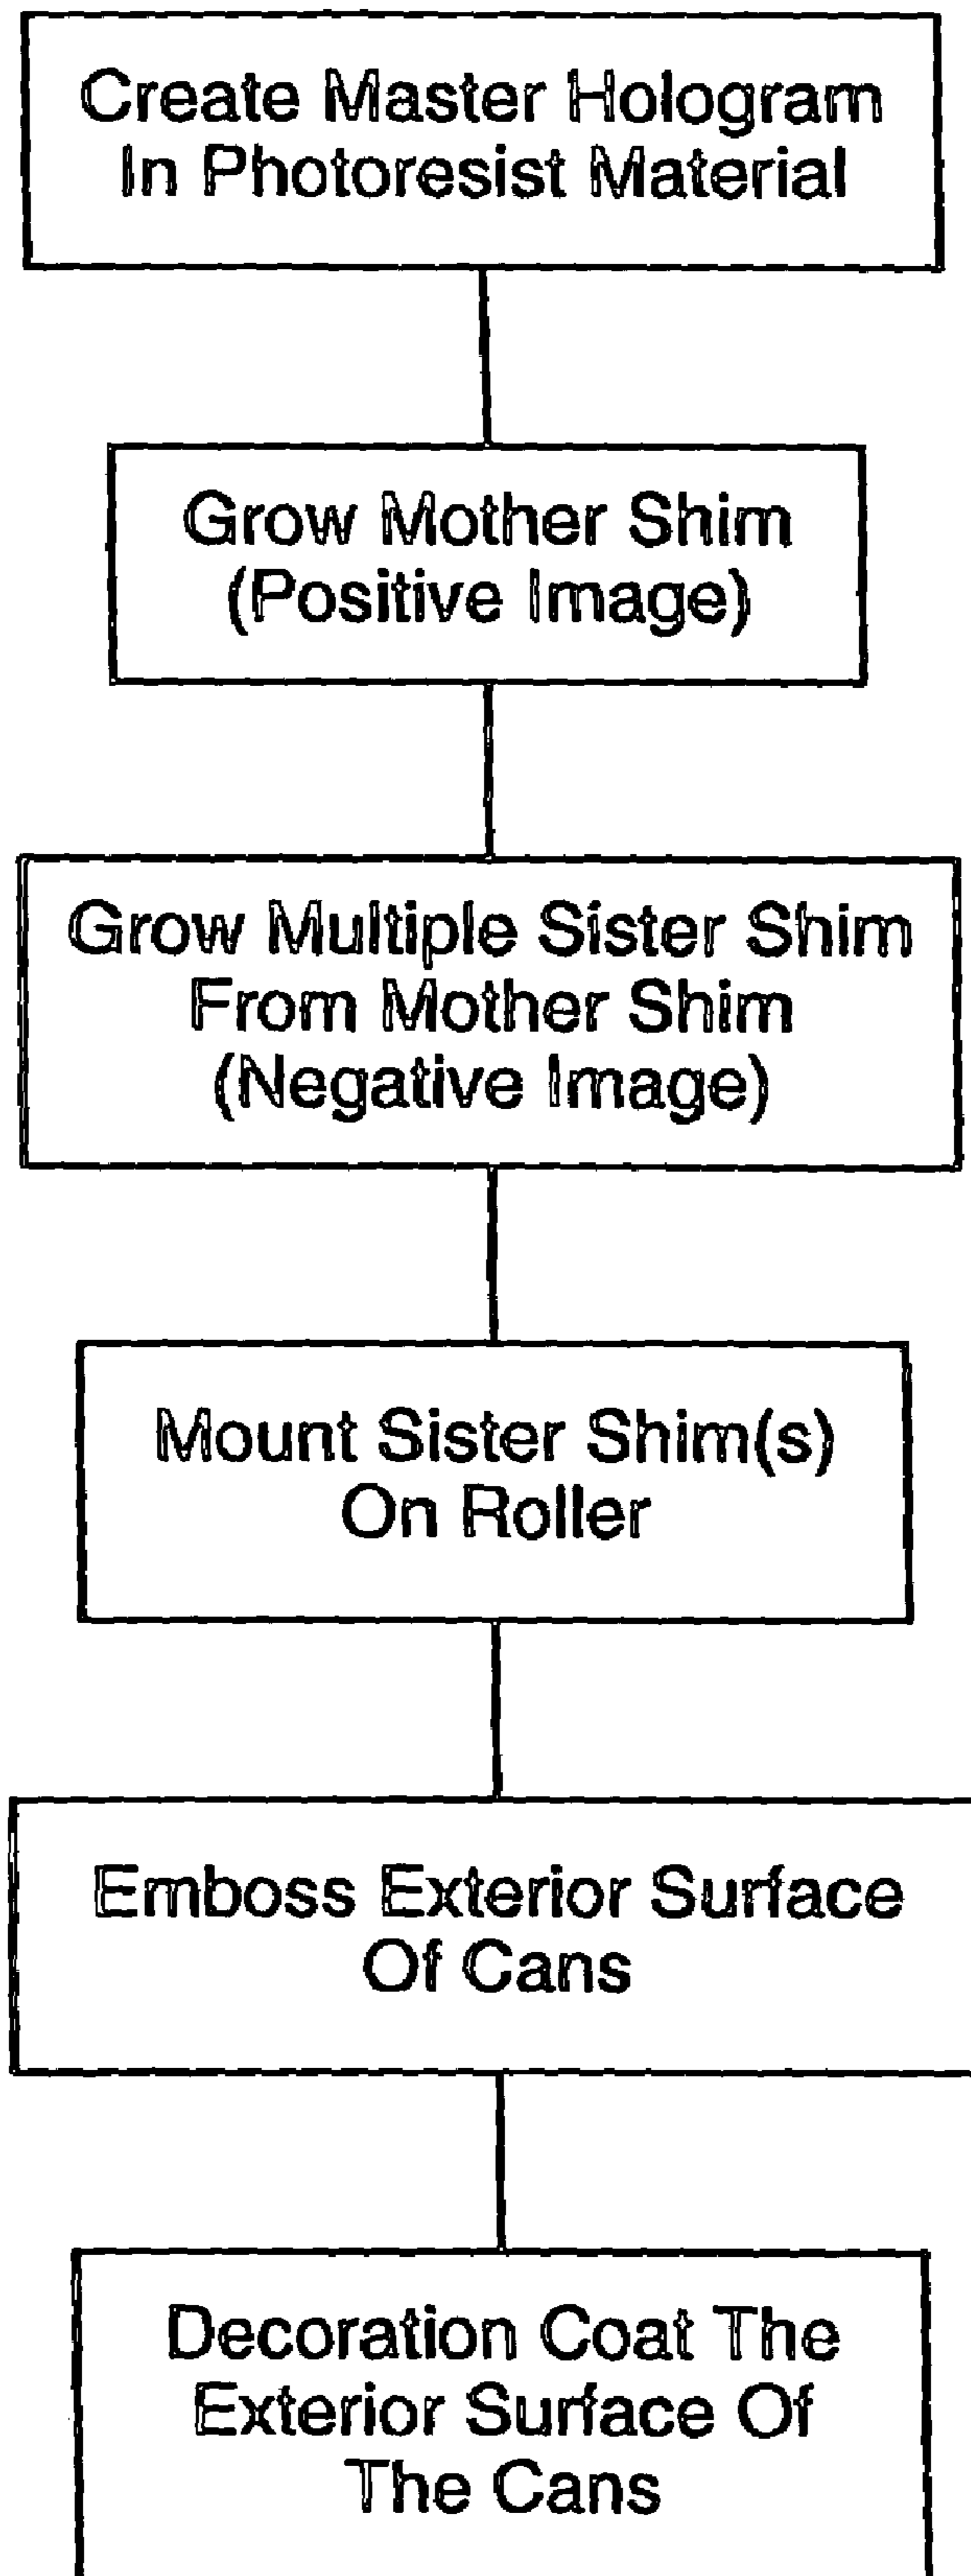 Create Master Hologram
In Photoresist Material
Grow Mother Shim
(Positive Image)
Grow Multiple Sister Shim
From Mother Shim
(Negative Image)
Mount Sister Shim(s)
On Roller
Emboss Exterior Surface
Of Cans
Decoration Coat The
Exterior Surface Of
The Cans